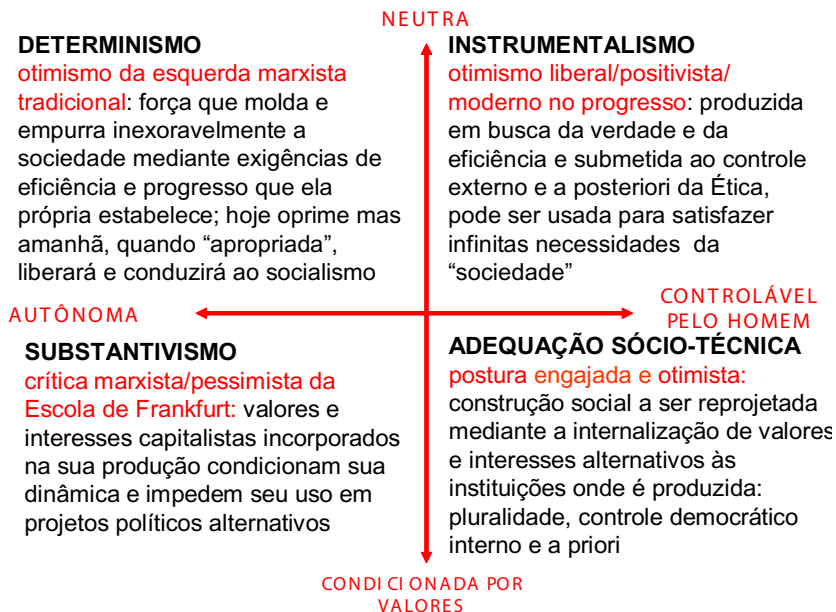 NEUTRA
DETERMINISMO
otimismo da esquerda marxista
tradicional: força que molda e
empurra inexoravelmente a
sociedade mediante exigências de
eficiência e progresso que ela
própria estabelece; hoje oprime mas
amanhã, quando “apropriada”,
liberará e conduzirá ao socialismo
INSTRUMENTALISMO
otimismo liberal/positivista/
moderno no progresso: produzida
em busca da verdade e da
eficiência e submetida ao controle
externo e a posteriori da Ética,
pode ser usada para satisfazer
infinitas necessidades da
“sociedade”
AUTÔNOMA
CONTROLÁVEL
PELO HOMEM
SUBSTANTIVISMO
crítica marxista/pessimista da
Escola de Frankfurt: valores e
interesses capitalistas incorporados
na sua produção condicionam sua
dinâmica e impedem seu uso em
projetos políticos alternativos
ADEQUAÇÃO SÓCIO-TÉCNICA
postura engajada e otimista:
construção social a ser reprojetada
mediante a internalização de valores
e interesses alternativos às
instituições onde é produzida:
pluralidade, controle democrático
interno e a priori
CONDICIONADA POR
VALORES